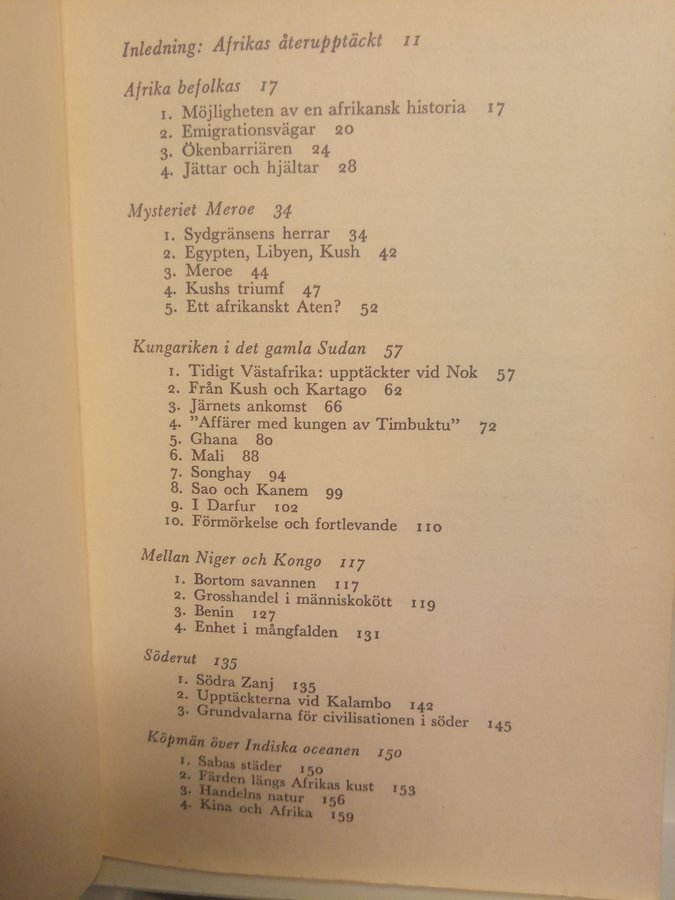 Inledning: Afrikas återupptäckt 11
Afrika befolkas 17
1. Möjligheten av en afrikansk historia 17
2. Emigrationsvägar 20
3. Ökenbarriären 24
4. Jättar och hjältar 28
Mysteriet Meroe 34
1. Sydgränsens herrar 34
2. Egypten, Libyen, Kush 42
3. Meroe 44
4. Kushs triumf 47
5. Ett afrikanskt Aten? 52
Kungariken i det gamla Sudan 57
1. Tidigt Västafrika: upptäckter vid Nok 57
2. Från Kush och Kartago 62
3. Järnets ankomst 66
4. ”Affärer med kungen av Timbuktu” 72
5. Ghana 80
6. Mali 88
7. Songhay 94
8. Sao och Kanem 99
9. I Darfur 102
10. Förmörkelse och fortlevande 110
Mellan Niger och Kongo 117
1. Bortom savannen 117
2. Grosshandel i människokött 119
3. Benin 127
4. Enhet i mångfalden 131
Söderut 135
1. Södra Zanj 135
2. Upptäckterna vid Kalambo 142
3. Grundvalarna för civilisationen i söder 145
Köpmän över Indiska oceanen 150
1. Sabas städer 150
2. Färden längs Afrikas kust 153
3. Handelns natur 156
4. Kina och Afrika 159